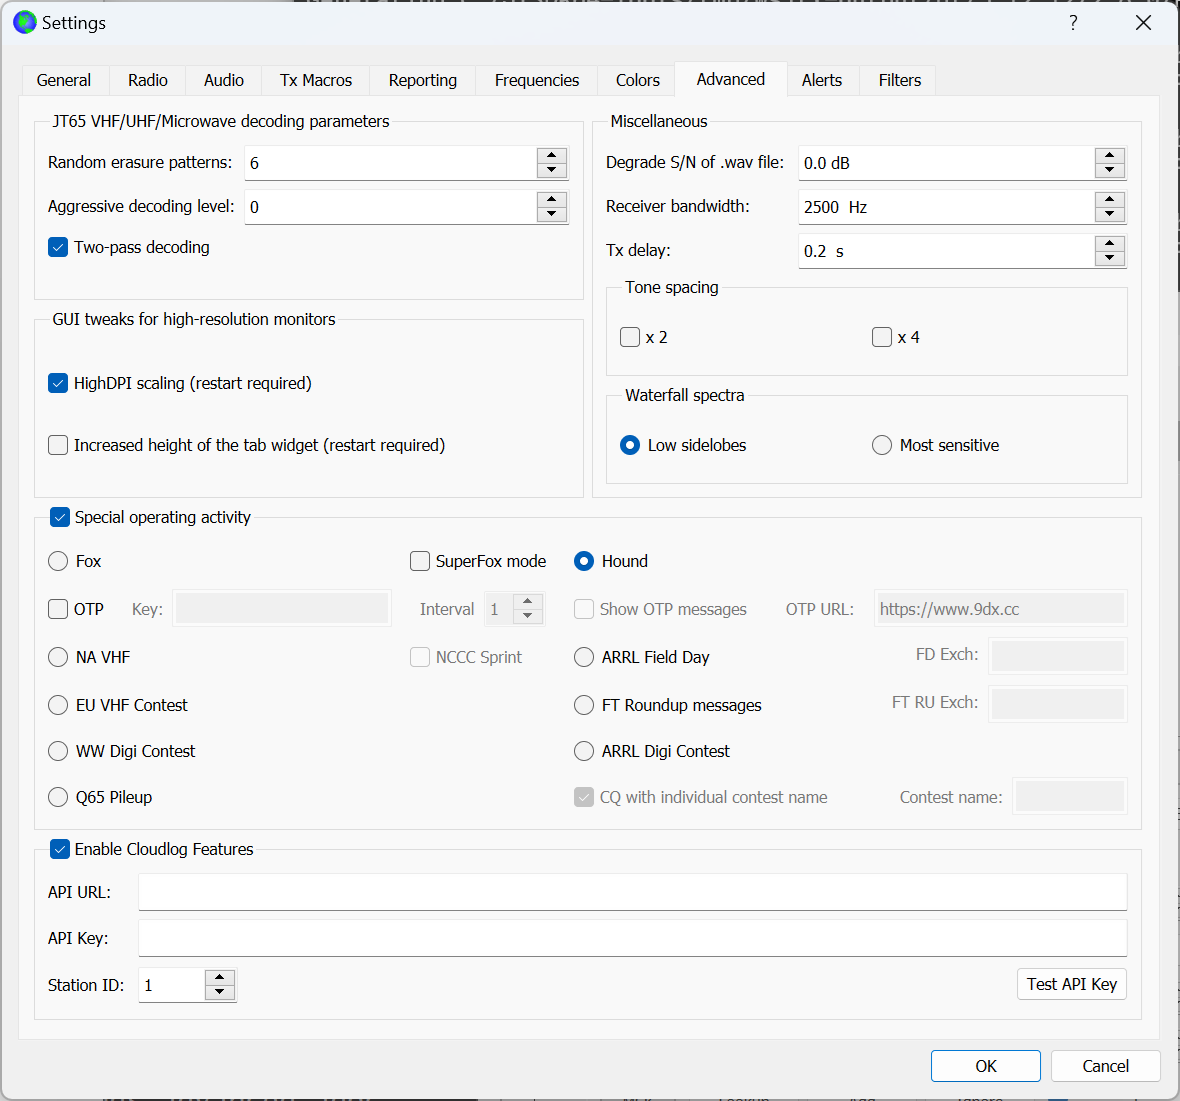 Settings
?
General Radio Audio Tx Macros Reporting Frequencies Colors Advanced Alerts Filters
JT65 VHF/UHF/Microwave decoding parameters
Random erasure patterns: 6
Aggressive decoding level: 0
Two-pass decoding
GUI tweaks for high-resolution monitors
HighDPI scaling (restart required)
Increased height of the tab widget (restart required)
Miscellaneous
Degrade S/N of .wav file: 0.0 dB
Receiver bandwidth: 2500 Hz
Tx delay: 0.2 s
Tone spacing
x 2 x 4
Waterfall spectra
Low sidelobes Most sensitive
Special operating activity
Fox SuperFox mode Hound
OTP Key: Interval 1 Show OTP messages OTP URL: https://www.9dx.cc
NA VHF NCCC Sprint ARRL Field Day FD Exch:
EU VHF Contest FT Roundup messages FT RU Exch:
WW Digi Contest ARRL Digi Contest
Q65 Pileup CQ with individual contest name Contest name:
Enable Cloudlog Features
API URL:
API Key:
Station ID: 1 Test API Key
OK Cancel